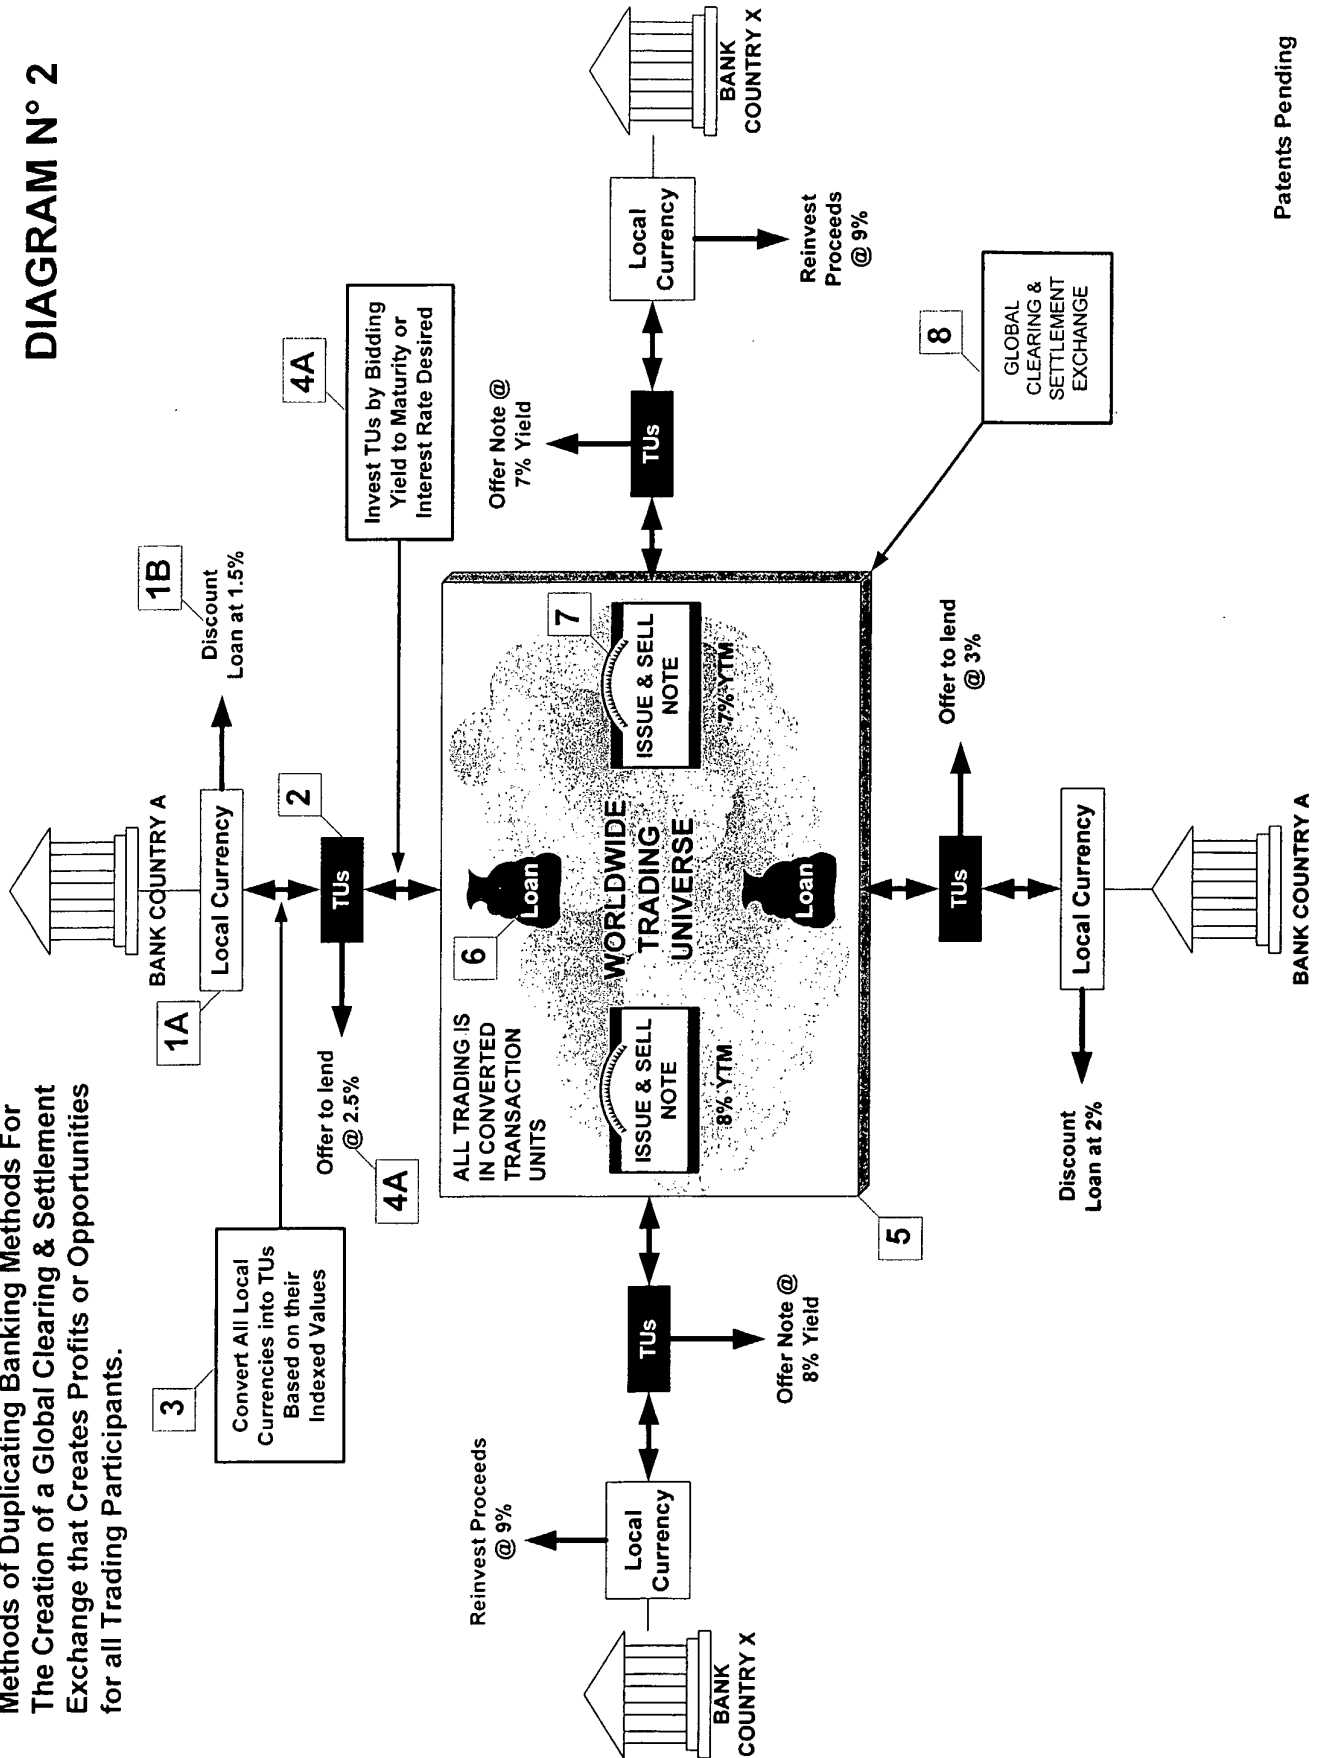 DIAGRAM N° 2
Methods of Duplicating Banking Methods For
The Creation of a Global Clearing & Settlement
Exchange that Creates Profits or Opportunities
for all Trading Participants.
BANK COUNTRY A
1A
Local Currency
1B
Discount
Loan at 1.5%
3
Convert All Local
Currencies into TUs
Based on their
Indexed Values
2
TUs
Offer to lend
@ 2.5%
4A
4A
Invest TUs by Bidding
Yield to Maturity or
Interest Rate Desired
ALL TRADING IS
IN CONVERTED
TRANSACTION
UNITS
6
Loan
7
ISSUE & SELL
NOTE
8% YTM
WORLDWIDE
TRADING
UNIVERSE
ISSUE & SELL
NOTE
7% YTM
Loan
5
Reinvest Proceeds
@ 9%
BANK
COUNTRY X
Local
Currency
TUs
Offer Note @
8% Yield
Offer Note @
7% Yield
TUs
Local
Currency
BANK
COUNTRY X
Reinvest
Proceeds
@ 9%
8
GLOBAL
CLEARING &
SETTLEMENT
EXCHANGE
TUs
Offer to lend
@ 3%
Discount
Loan at 2%
Local Currency
BANK COUNTRY A
Patents Pending